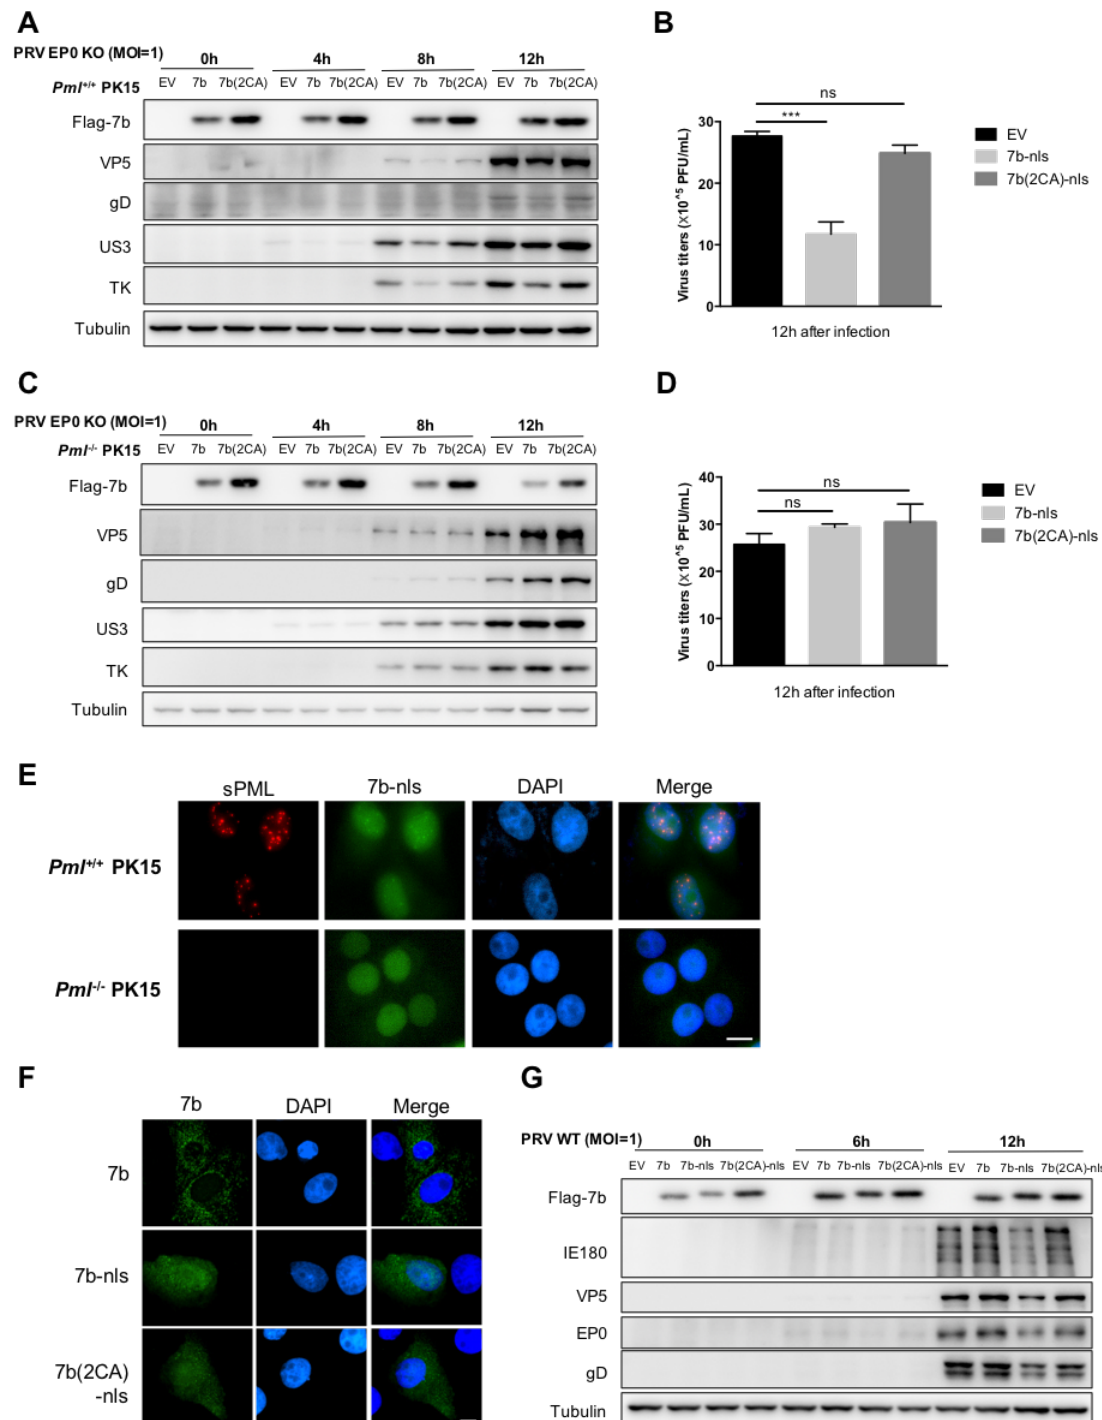 A
PRV EP0 KO (MOI=1)
0h 4h 8h 12h
Pml+/+ PK15 EV 7b 7b(2CA) EV 7b 7b(2CA) EV 7b 7b(2CA) EV 7b 7b(2CA)
Flag-7b
VP5
gD
US3
TK
Tubulin
B
ns
***
Virus titers (×10^5 PFU/mL)
30
20
10
0
12h after infection
EV
7b-nls
7b(2CA)-nls
C
PRV EP0 KO (MOI=1)
0h 4h 8h 12h
Pml-/- PK15 EV 7b 7b(2CA) EV 7b 7b(2CA) EV 7b 7b(2CA) EV 7b 7b(2CA)
Flag-7b
VP5
gD
US3
TK
Tubulin
D
ns
ns
Virus titers (×10^5 PFU/mL)
40
30
20
10
0
12h after infection
EV
7b-nls
7b(2CA)-nls
E
sPML 7b-nls DAPI Merge
Pml+/+ PK15
Pml-/- PK15
F
7b DAPI Merge
7b
7b-nls
7b(2CA)
-nls
G
PRV WT (MOI=1)
0h 6h 12h
EV 7b 7b-nls 7b(2CA)-nls EV 7b 7b-nls 7b(2CA)-nls EV 7b 7b-nls 7b(2CA)-nls
Flag-7b
IE180
VP5
EP0
gD
Tubulin